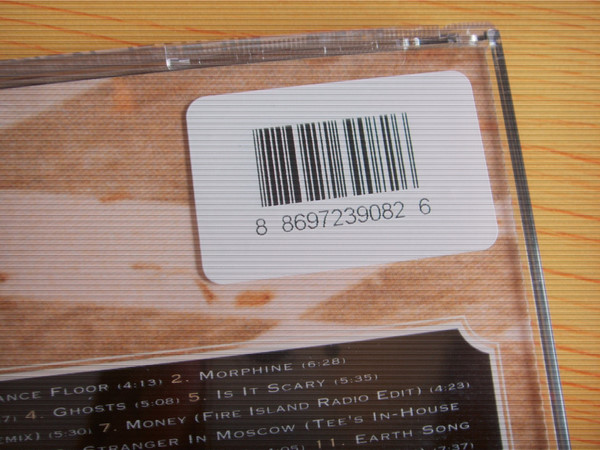 8 8697239082 6
ANCE FLOOR (4:13) 2. MORPHINE (6:28)
7) 4. GHOSTS (5:08) 5. IS IT SCARY (5:35)
EMIX) (5:30) 7. MONEY (FIRE ISLAND RADIO EDIT) (4:23)
STRANGER IN MOSCOW (TEE'S IN-HOUSE
11. EARTH SONG